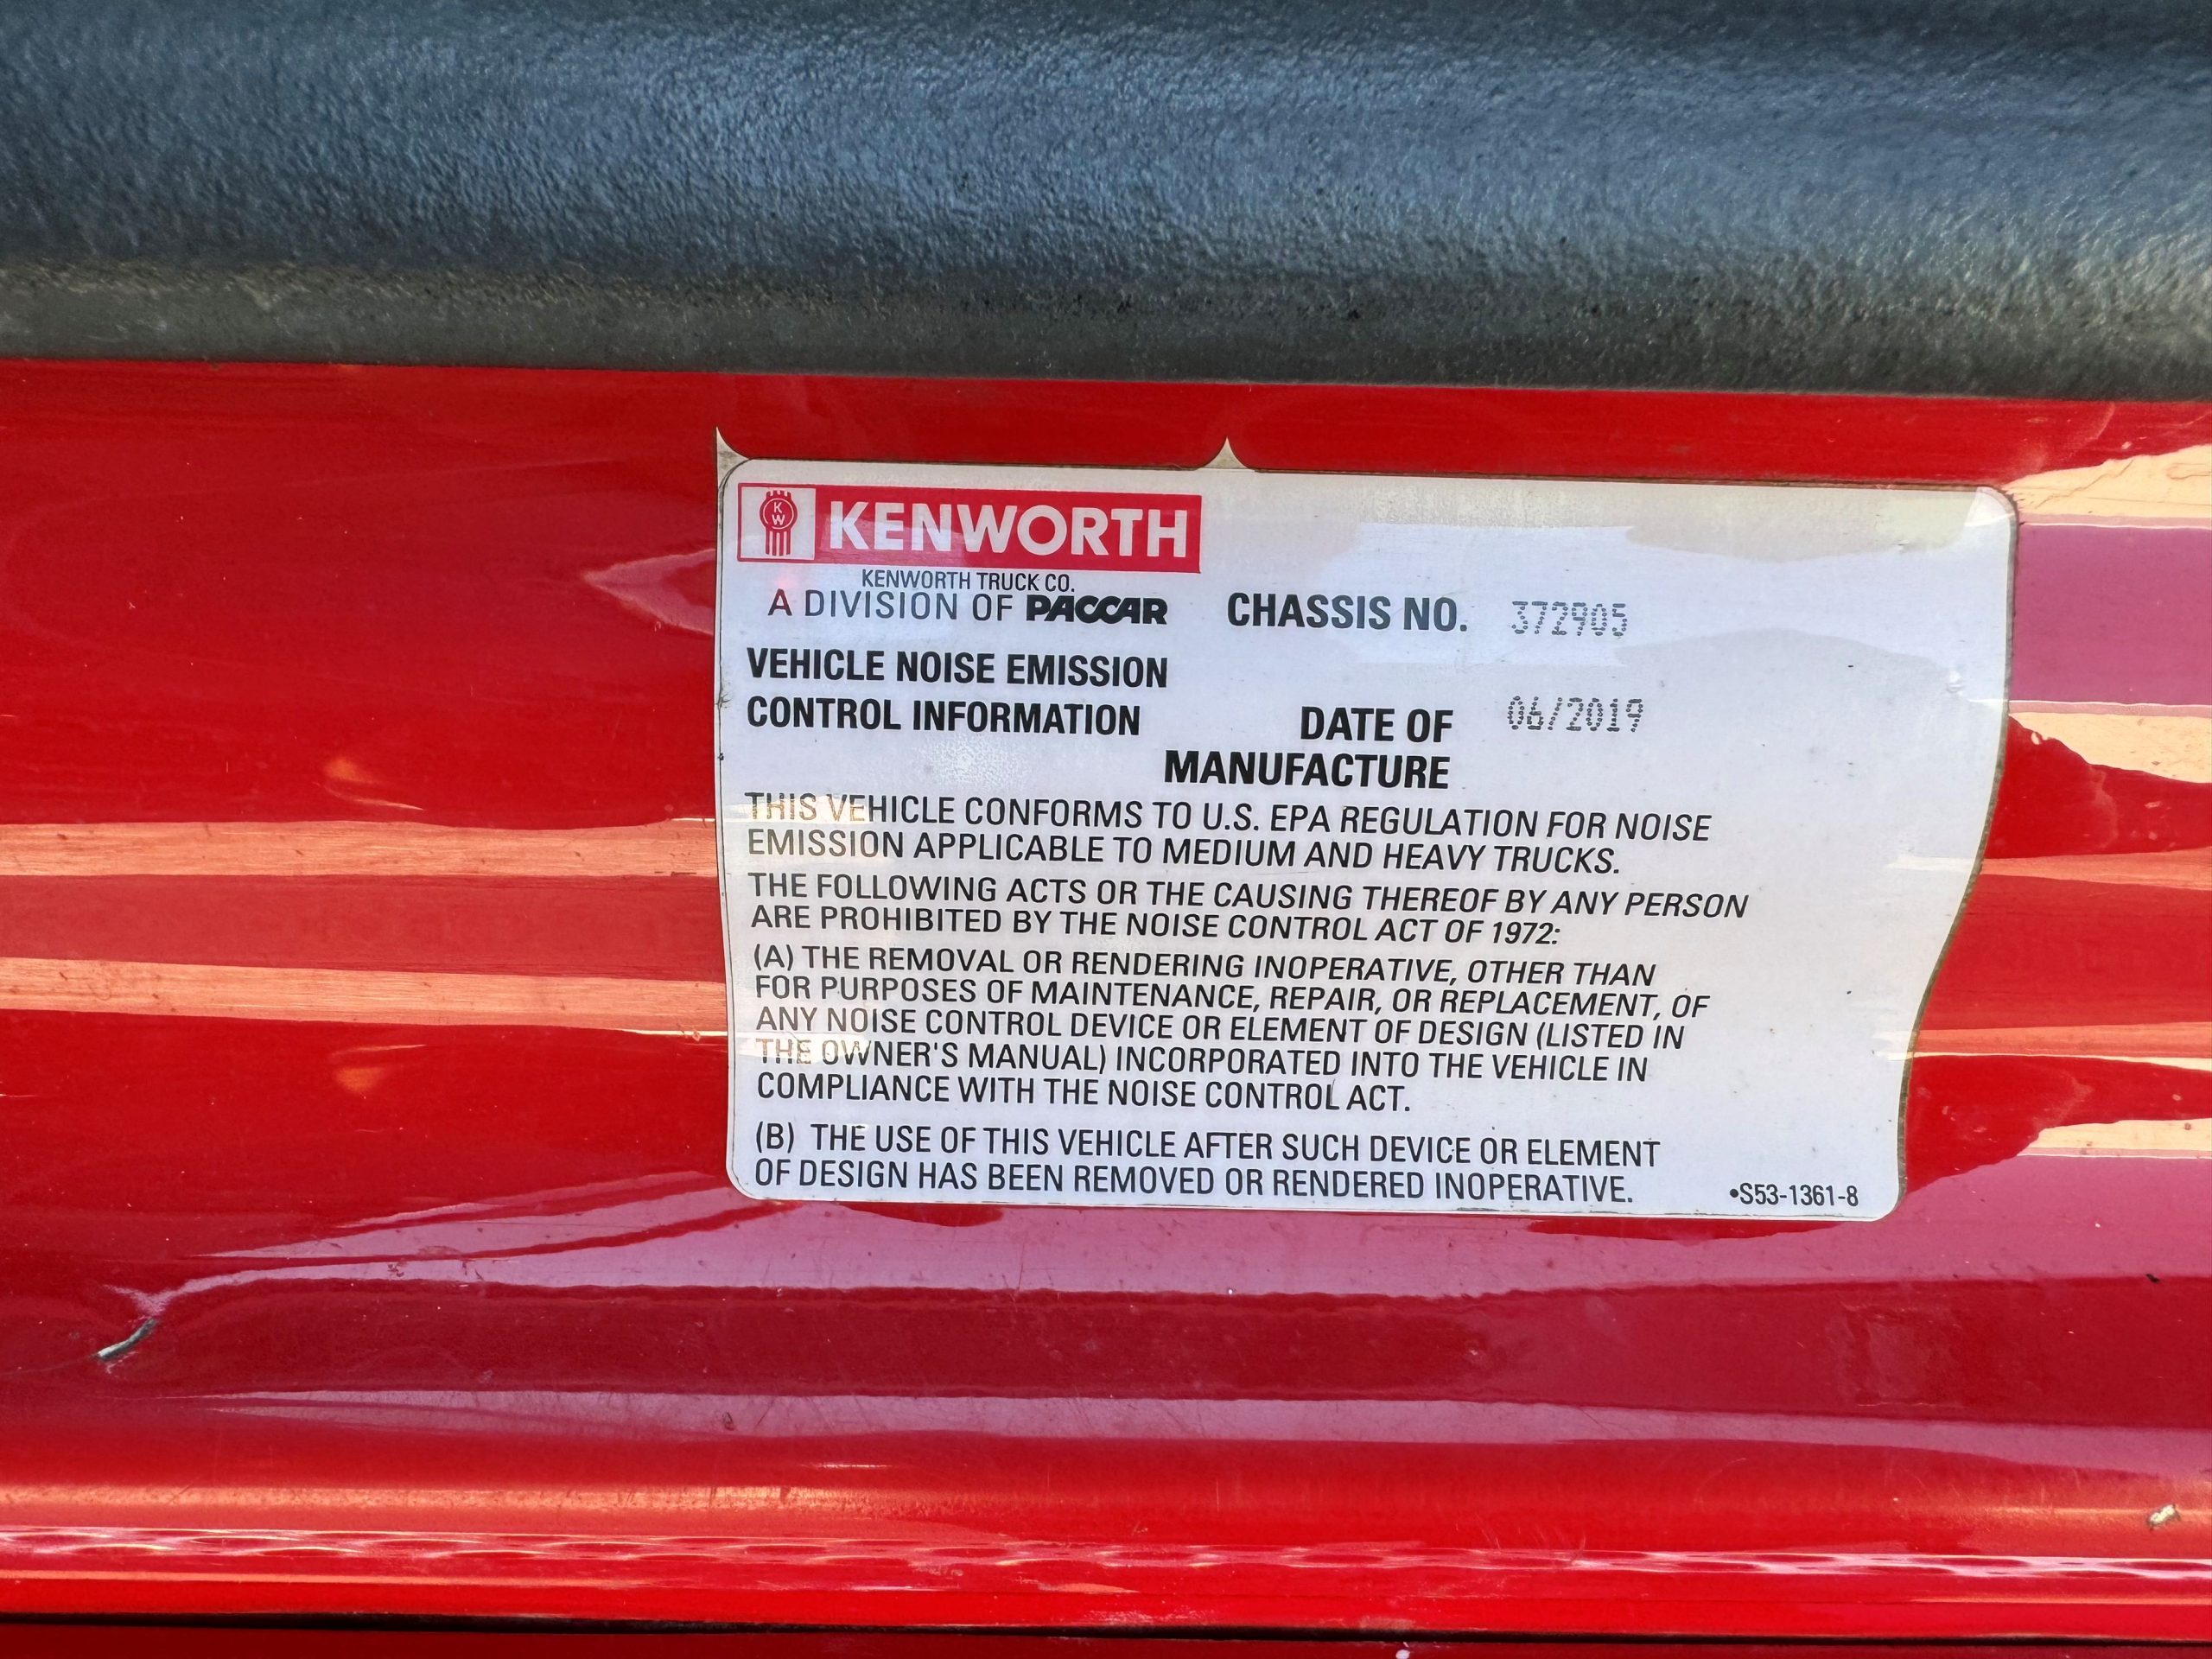 KW KENWORTH
KENWORTH TRUCK CO.
A DIVISION OF PACCAR
CHASSIS NO. 372905
VEHICLE NOISE EMISSION
CONTROL INFORMATION
DATE OF 06/2019
MANUFACTURE
THIS VEHICLE CONFORMS TO U.S. EPA REGULATION FOR NOISE
EMISSION APPLICABLE TO MEDIUM AND HEAVY TRUCKS.
THE FOLLOWING ACTS OR THE CAUSING THEREOF BY ANY PERSON
ARE PROHIBITED BY THE NOISE CONTROL ACT OF 1972:
(A) THE REMOVAL OR RENDERING INOPERATIVE, OTHER THAN
FOR PURPOSES OF MAINTENANCE, REPAIR, OR REPLACEMENT, OF
ANY NOISE CONTROL DEVICE OR ELEMENT OF DESIGN (LISTED IN
THE OWNER'S MANUAL) INCORPORATED INTO THE VEHICLE IN
COMPLIANCE WITH THE NOISE CONTROL ACT.
(B) THE USE OF THIS VEHICLE AFTER SUCH DEVICE OR ELEMENT
OF DESIGN HAS BEEN REMOVED OR RENDERED INOPERATIVE.
•S53-1361-8